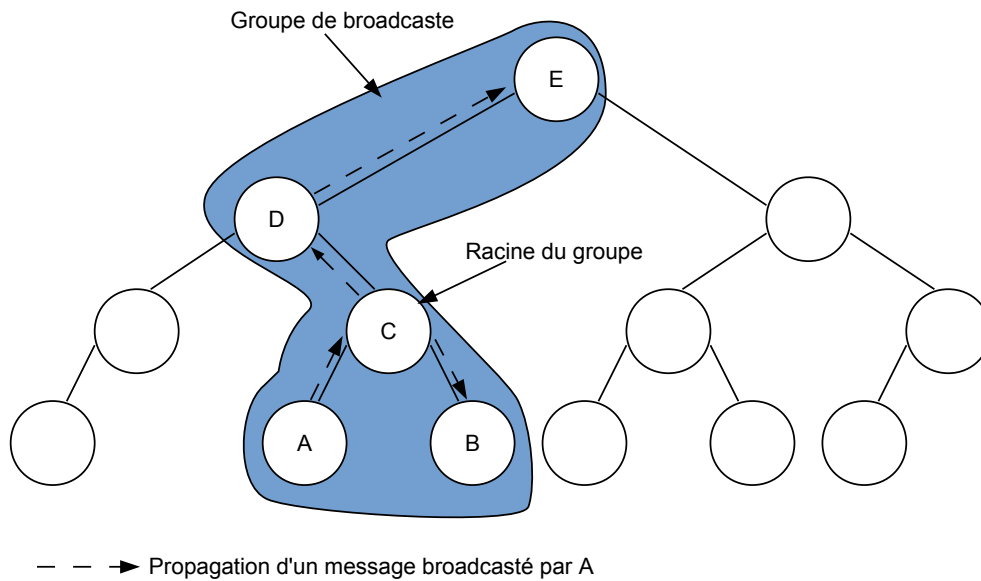 Groupe de broadcaste
E
D
Racine du groupe
C
A
B
Propagation d'un message broadcasté par A